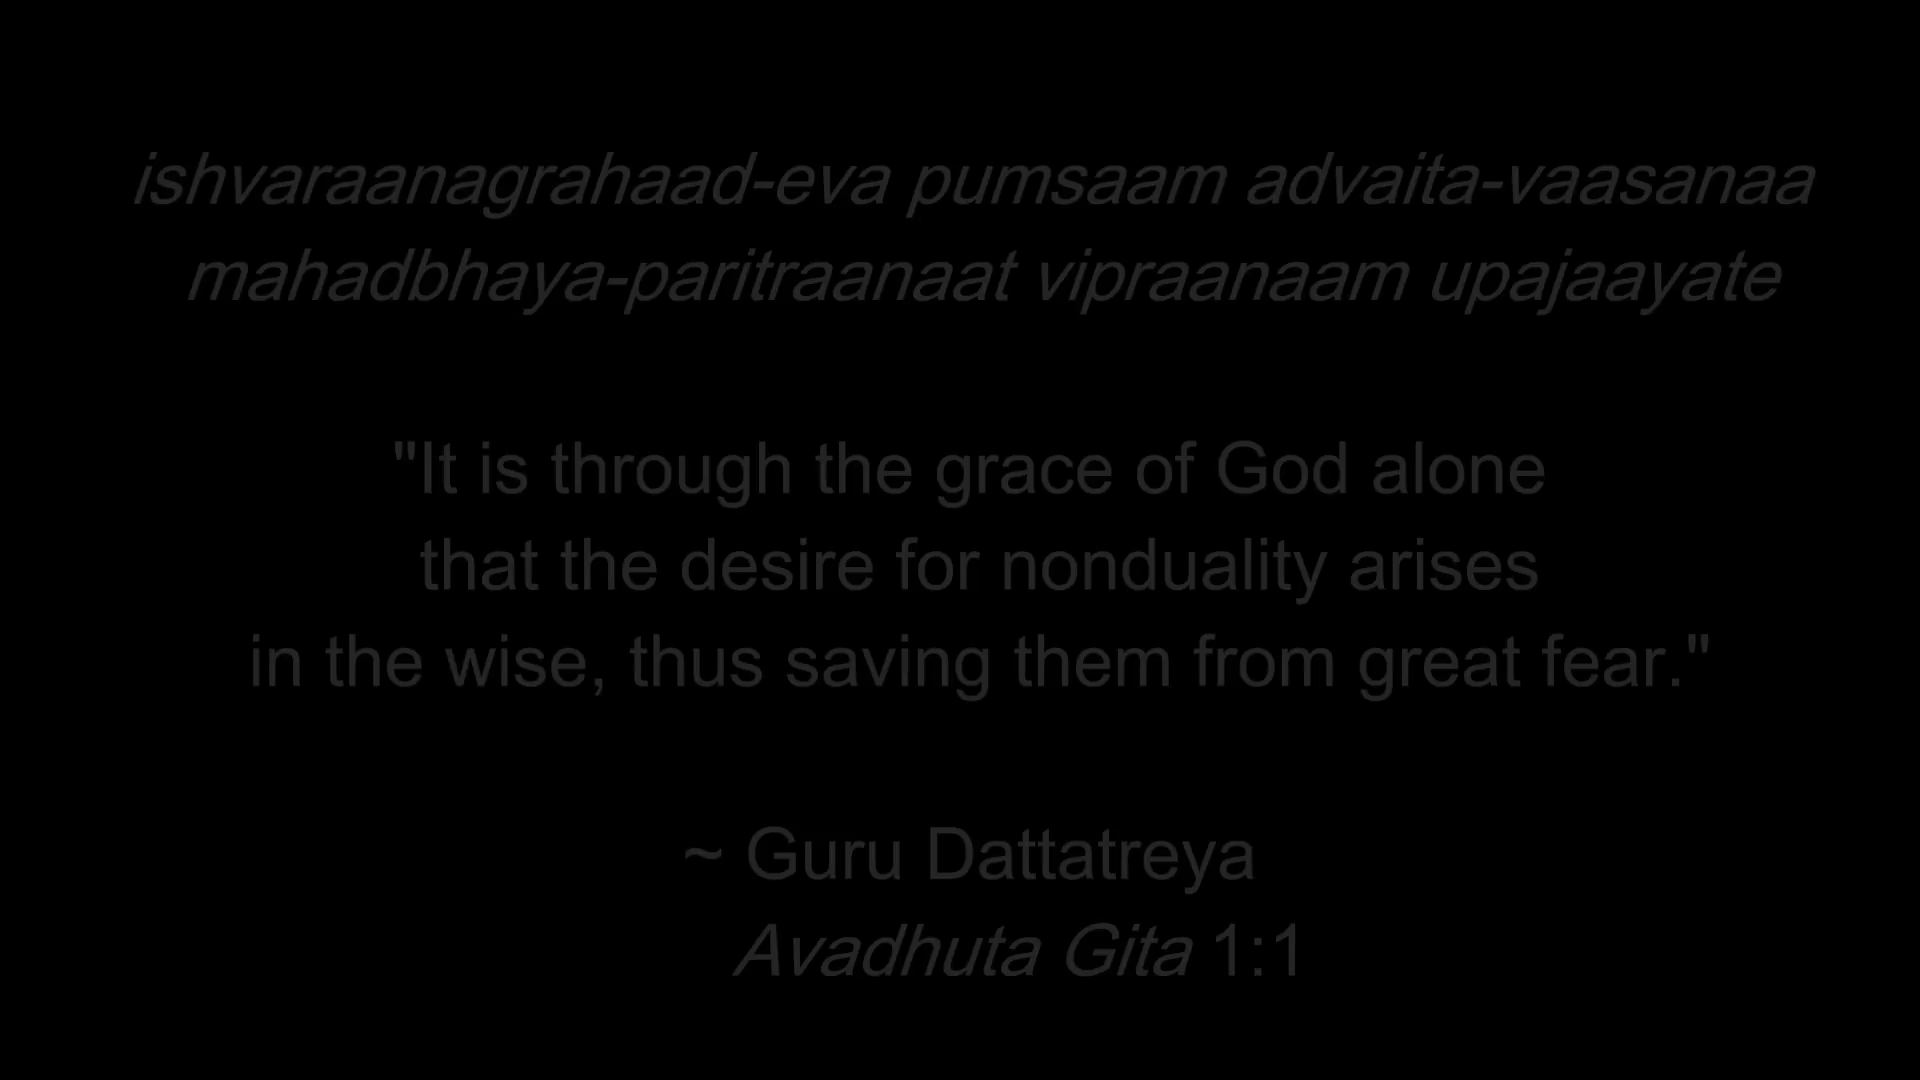 ishvaraanagrahaad-eva pumsaam advaita-vaasanaa
mahadbhaya-paritraanaat vipraanaam upajaayate
"It is through the grace of God alone
that the desire for nonduality arises
in the wise, thus saving them from great fear."
~ Guru Dattatreya
Avadhuta Gita 1:1